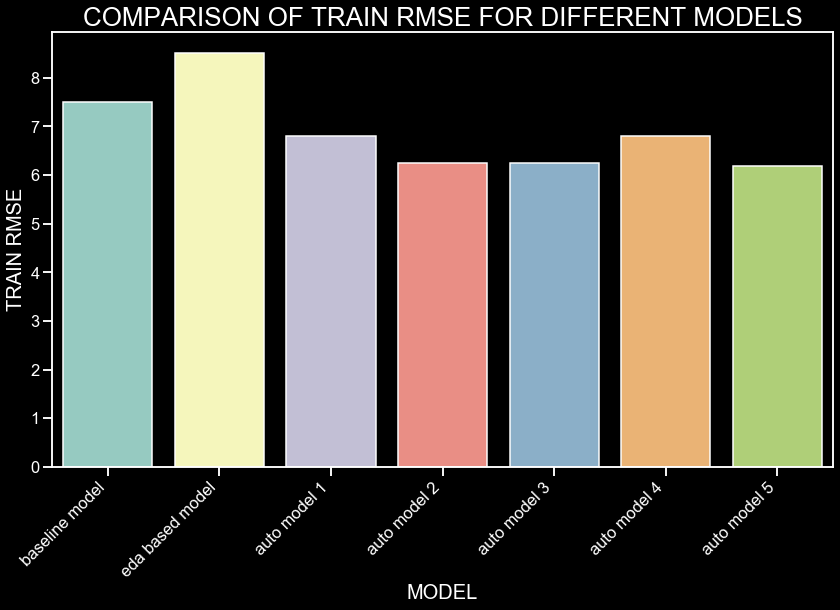 COMPARISON OF TRAIN RMSE FOR DIFFERENT MODELS
TRAIN RMSE
8
7
6
5
4
3
2
1
0
baseline model
eda based model
auto model 1
auto model 2
auto model 3
auto model 4
auto model 5
MODEL